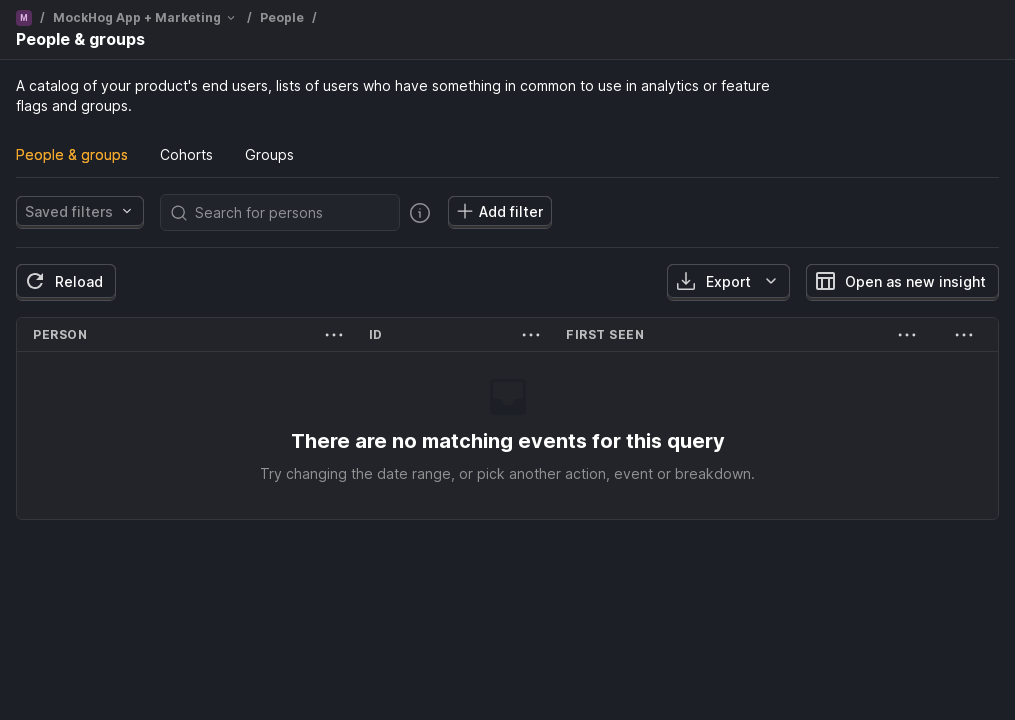 M / MockHog App + Marketing / People /
People & groups
A catalog of your product's end users, lists of users who have something in common to use in analytics or feature
flags and groups.
People & groups Cohorts Groups
Saved filters Search for persons Add filter
Reload Export Open as new insight
PERSON ID FIRST SEEN
There are no matching events for this query
Try changing the date range, or pick another action, event or breakdown.